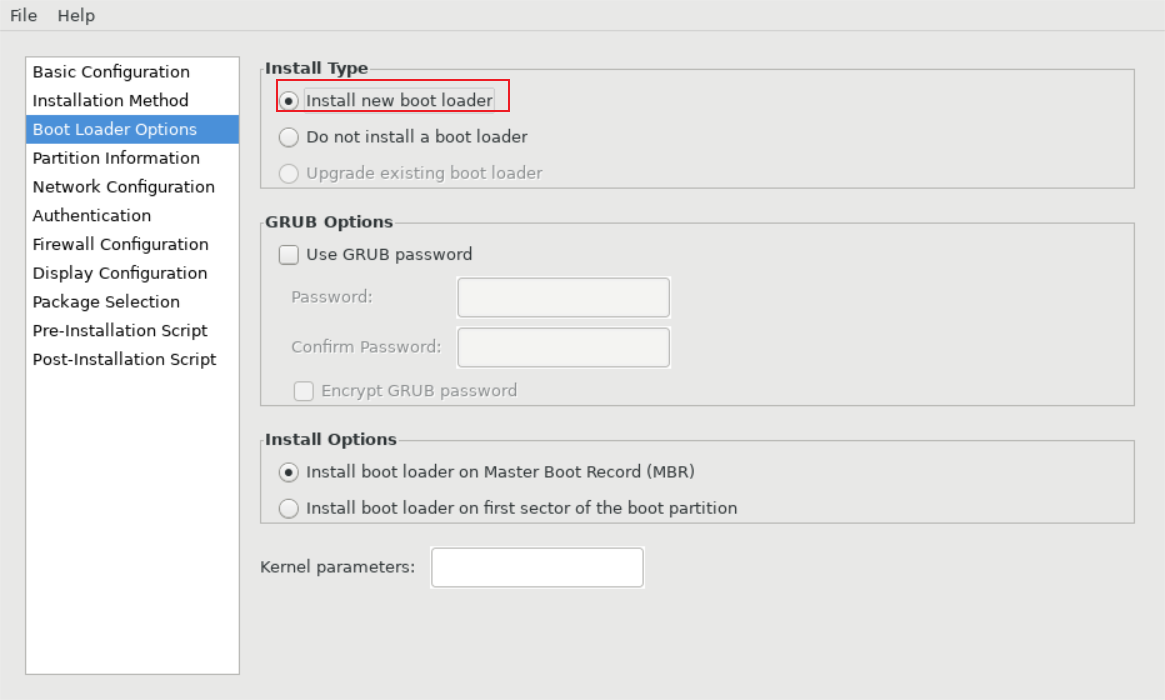 File Help
Basic Configuration
Installation Method
Boot Loader Options
Partition Information
Network Configuration
Authentication
Firewall Configuration
Display Configuration
Package Selection
Pre-Installation Script
Post-Installation Script
Install Type
Install new boot loader
Do not install a boot loader
Upgrade existing boot loader
GRUB Options
Use GRUB password
Password:
Confirm Password:
Encrypt GRUB password
Install Options
Install boot loader on Master Boot Record (MBR)
Install boot loader on first sector of the boot partition
Kernel parameters: